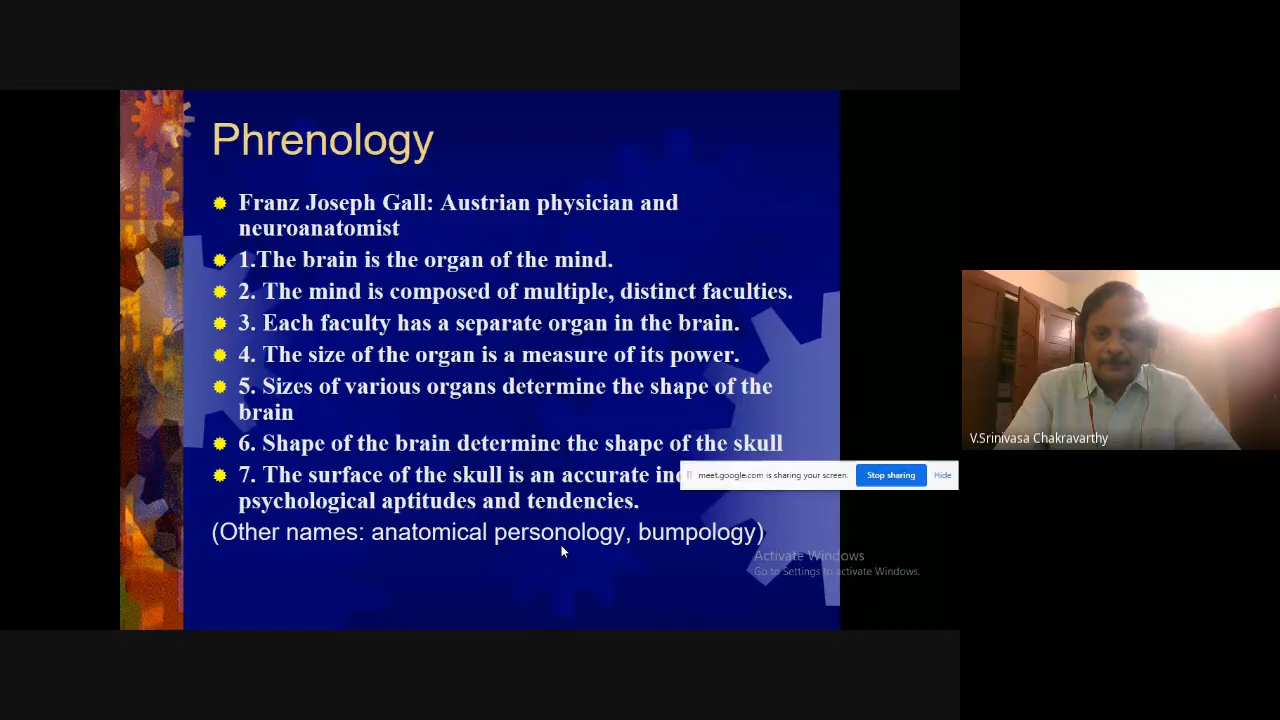 Phrenology
Franz Joseph Gall: Austrian physician and
neuroanatomist
1.The brain is the organ of the mind.
2. The mind is composed of multiple, distinct faculties.
3. Each faculty has a separate organ in the brain.
4. The size of the organ is a measure of its power.
5. Sizes of various organs determine the shape of the
brain
6. Shape of the brain determine the shape of the skull
7. The surface of the skull is an accurate
psychological aptitudes and tendencies.
(Other names: anatomical personology, bumpology)
meet.google.com is sharing your screen.
Stop sharing
Hide
Activate Windows
Go to Settings to activate Windows.
V.Srinivasa Chakravarthy